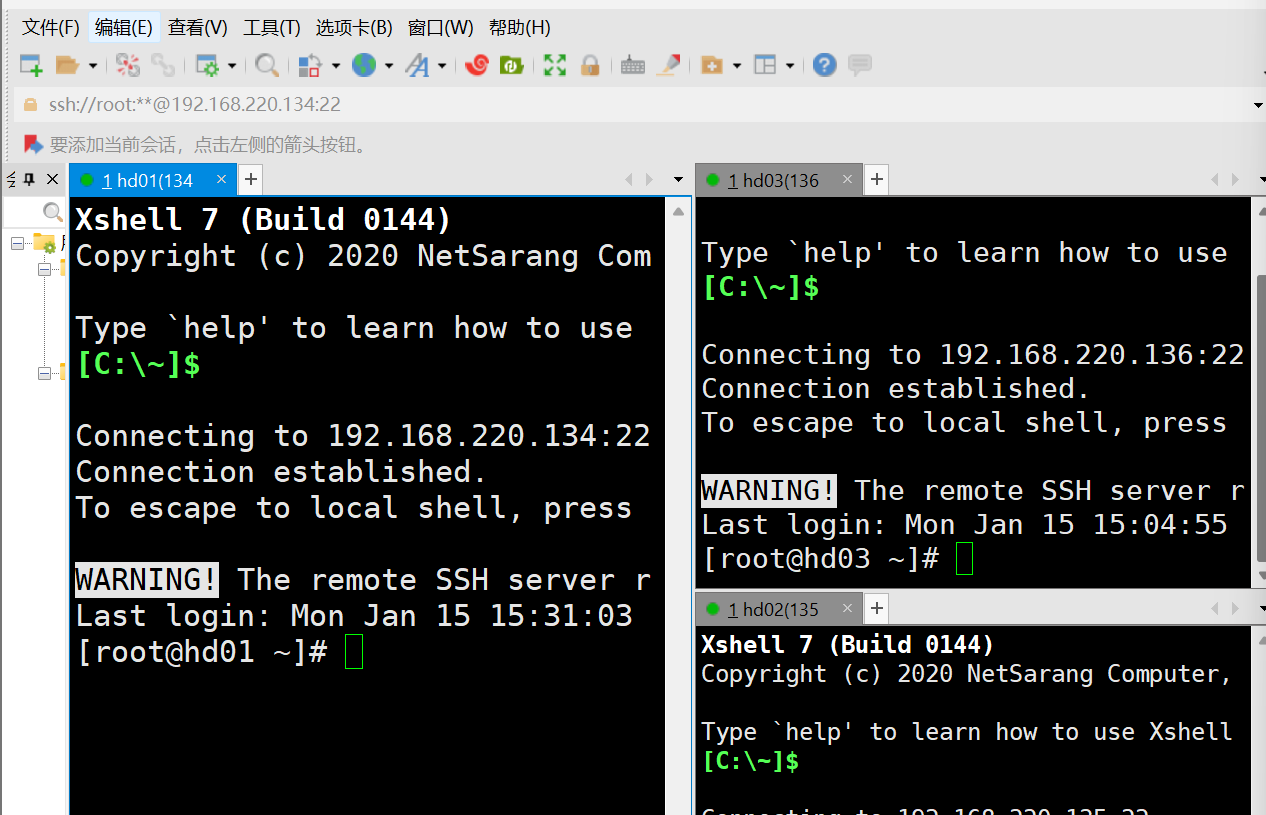 文件(F) 编辑(E) 查看(V) 工具(T) 选项卡(B) 窗口(W) 帮助(H)
ssh://root:**@192.168.220.134:22
要添加当前会话，点击左侧的箭头按钮。
1 hd01(134
Xshell 7 (Build 0144)
Copyright (c) 2020 NetSarang Com
Type `help' to learn how to use
[C:\~]$
Connecting to 192.168.220.134:22
Connection established.
To escape to local shell, press
WARNING! The remote SSH server r
Last login: Mon Jan 15 15:31:03
[root@hd01 ~]#
1 hd03(136
Type `help' to learn how to use
[C:\~]$
Connecting to 192.168.220.136:22
Connection established.
To escape to local shell, press
WARNING! The remote SSH server r
Last login: Mon Jan 15 15:04:55
[root@hd03 ~]#
1 hd02(135
Xshell 7 (Build 0144)
Copyright (c) 2020 NetSarang Computer,
Type `help' to learn how to use Xshell
[C:\~]$
Connecting to 192.168.220.135:22